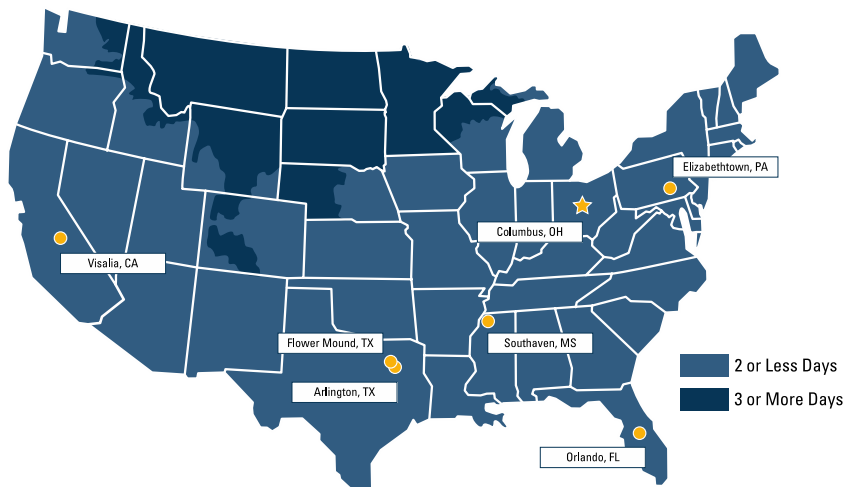 Elizabethtown, PA
Columbus, OH
Visalia, CA
Flower Mound, TX
Southaven, MS
Arlington, TX
Orlando, FL
2 or Less Days
3 or More Days